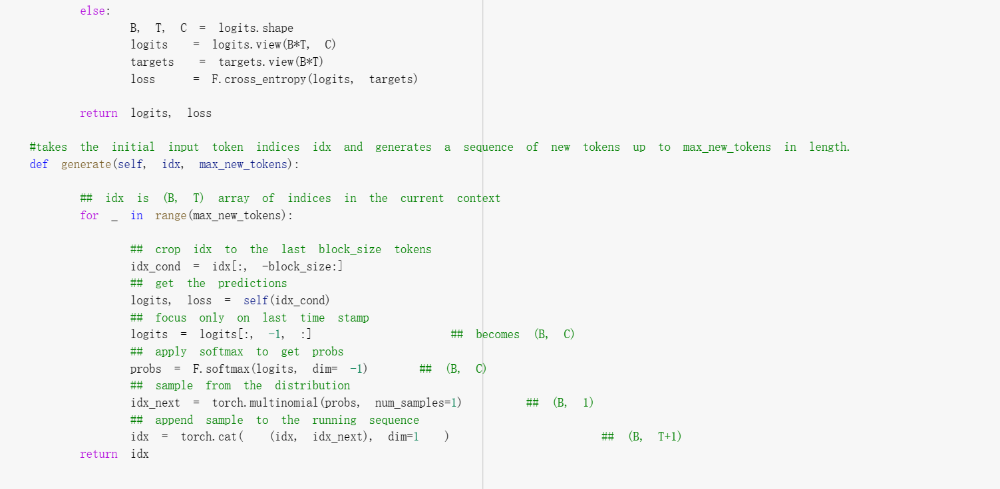 else:
B, T, C = logits.shape
logits = logits.view(B*T, C)
targets = targets.view(B*T)
loss = F.cross_entropy(logits, targets)
return logits, loss
#takes the initial input token indices idx and generates a sequence of new tokens up to max_new_tokens in length.
def generate(self, idx, max_new_tokens):
## idx is (B, T) array of indices in the current context
for _ in range(max_new_tokens):
## crop idx to the last block_size tokens
idx_cond = idx[:, -block_size:]
## get the predictions
logits, loss = self(idx_cond)
## focus only on last time stamp
logits = logits[:, -1, :] ## becomes (B, C)
## apply softmax to get probs
probs = F.softmax(logits, dim= -1) ## (B, C)
## sample from the distribution
idx_next = torch.multinomial(probs, num_samples=1) ## (B, 1)
## append sample to the running sequence
idx = torch.cat( (idx, idx_next), dim=1 ) ## (B, T+1)
return idx